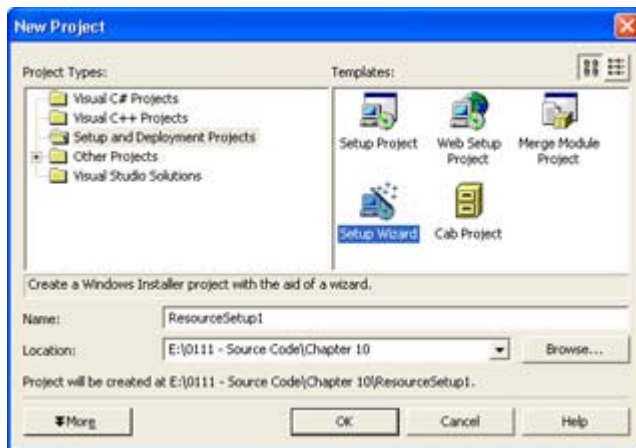 New Project
Project Types:
Templates:
Visual C# Projects
Visual C++ Projects
Setup and Deployment Projects
Other Projects
Visual Studio Solutions
Setup Project
Web Setup
Project
Merge Module
Project
Setup Wizard
Cab Project
Create a Windows Installer project with the aid of a wizard.
Name:
ResourceSetup1
Location:
E:\0111 - Source Code\Chapter 10
Browse...
Project will be created at E:\0111 - Source Code\Chapter 10\ResourceSetup1.
More
OK
Cancel
Help